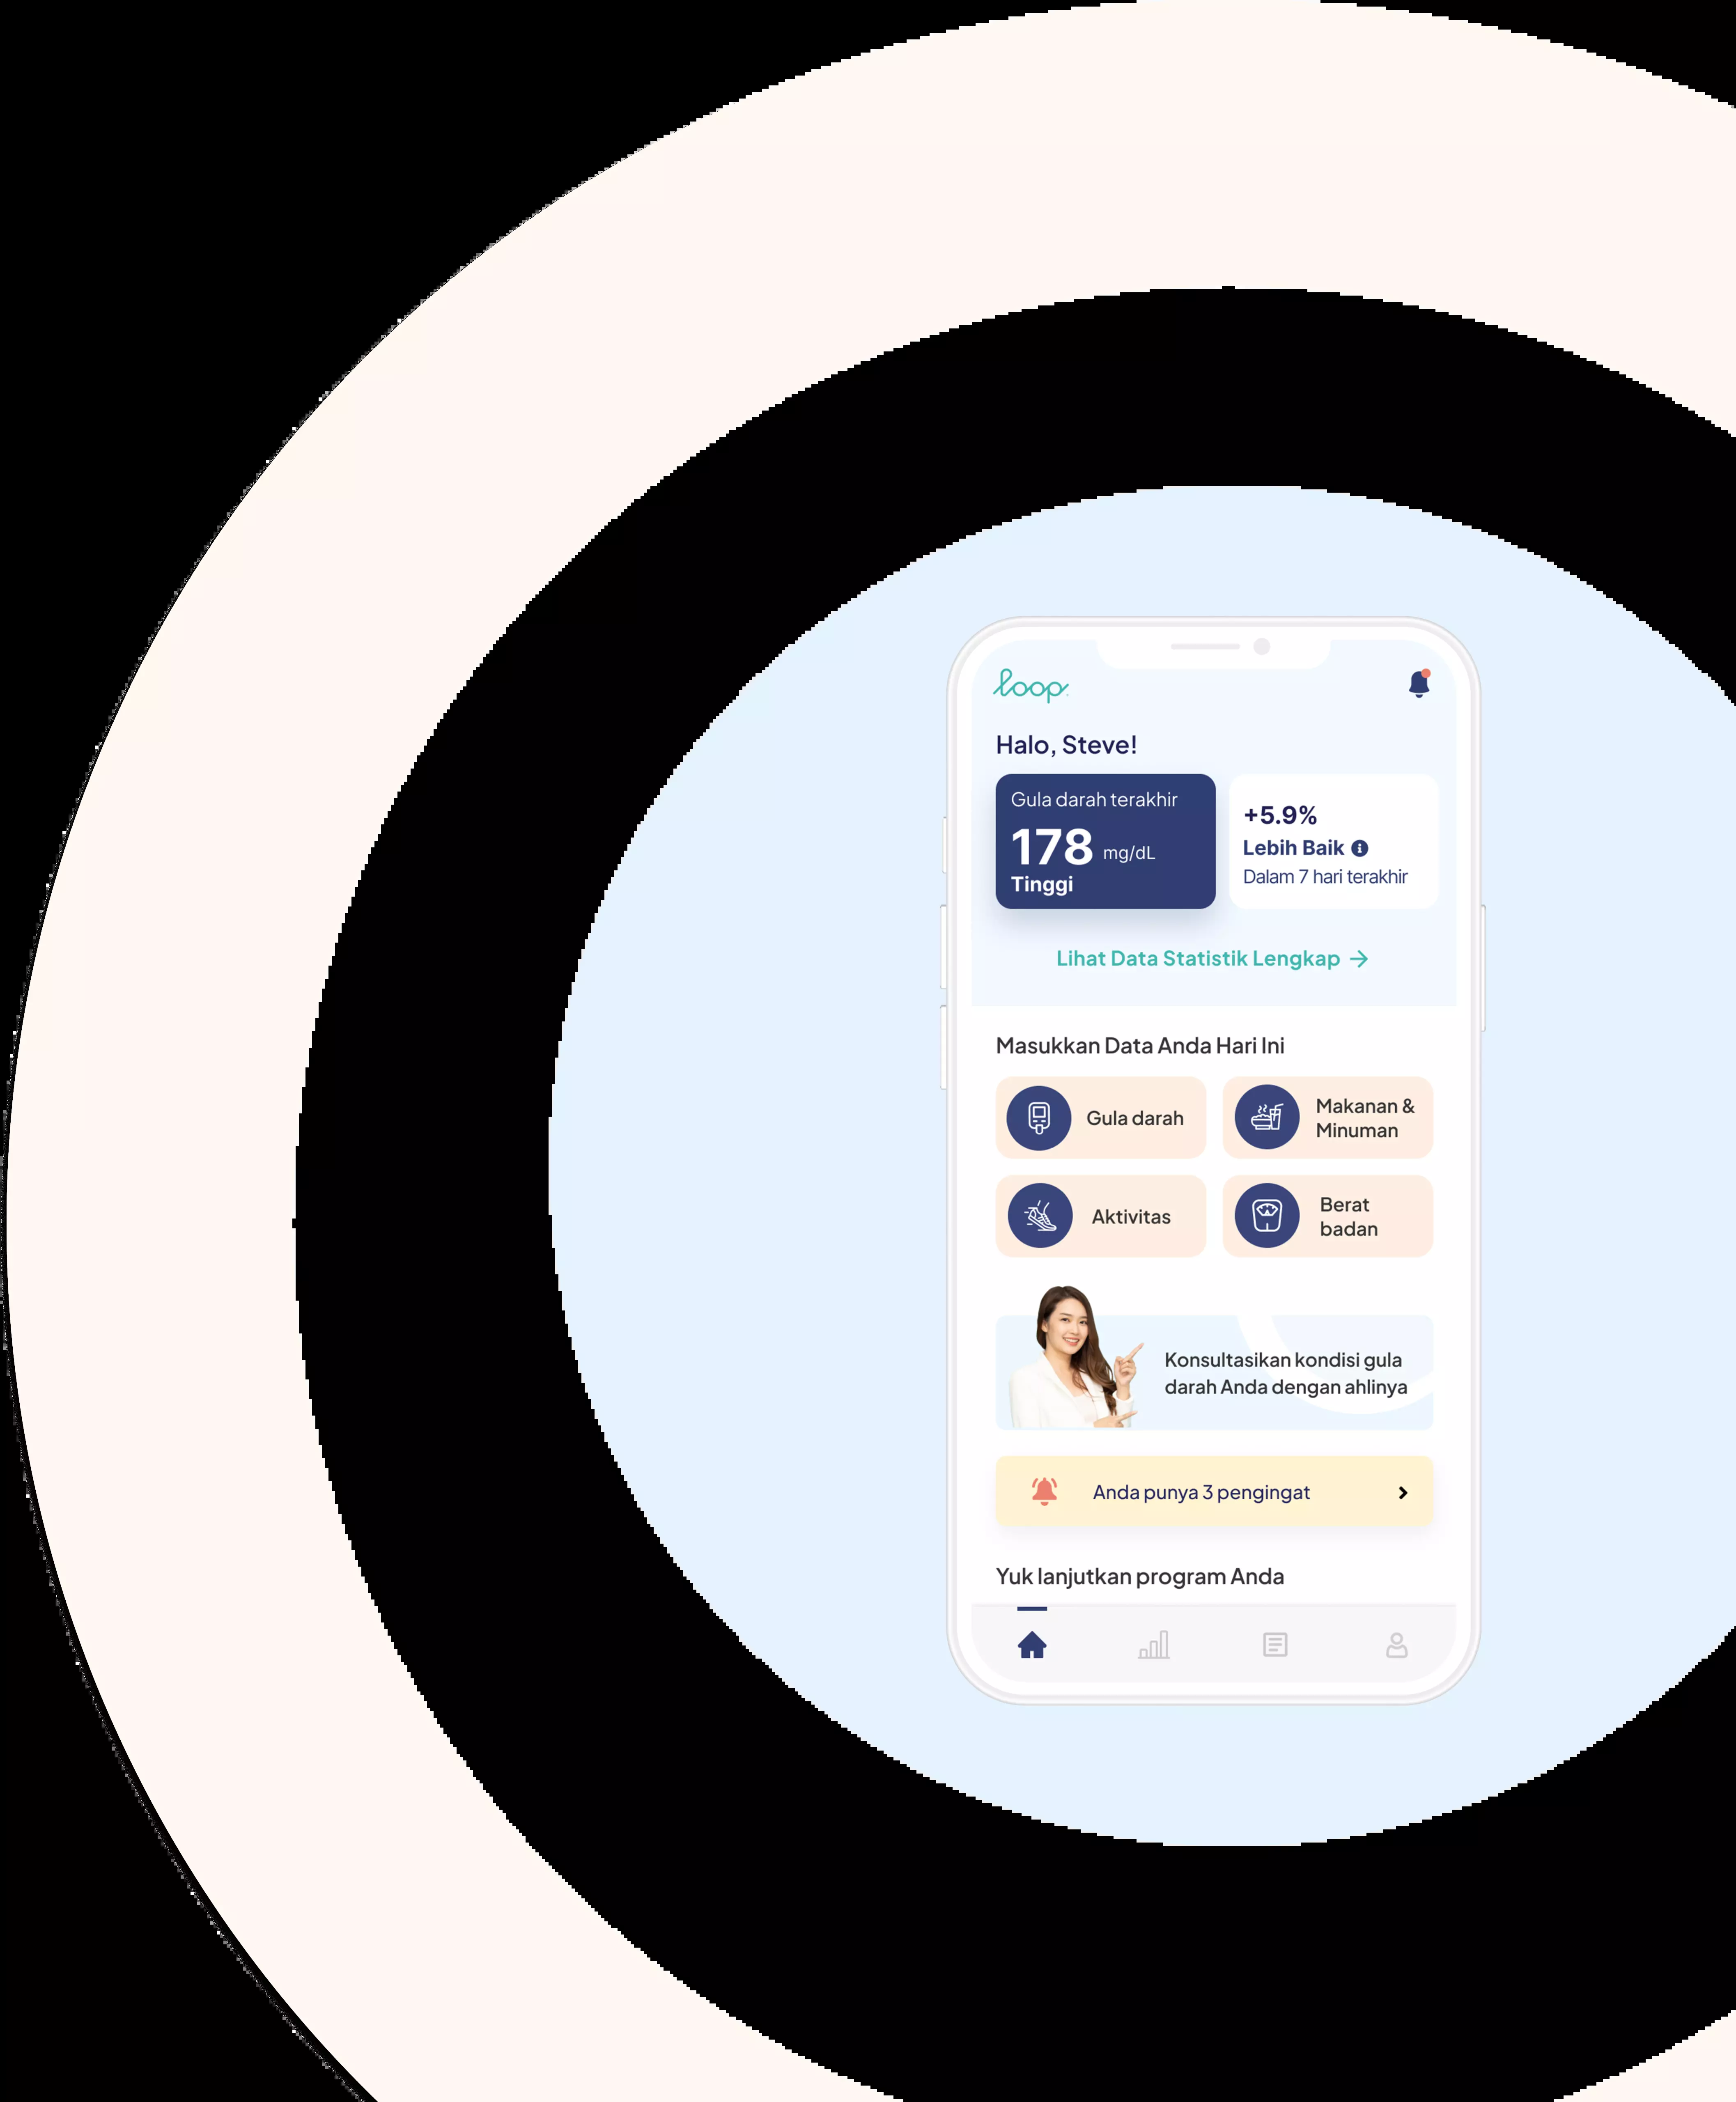 loop
Halo, Steve!
Gula darah terakhir
178 mg/dL
Tinggi
+5.9%
Lebih Baik
Dalam 7 hari terakhir
Lihat Data Statistik Lengkap →
Masukkan Data Anda Hari Ini
Gula darah
Makanan &
Minuman
Aktivitas
Berat
badan
Konsultasikan kondisi gula
darah Anda dengan ahlinya
Anda punya 3 pengingat
Yuk lanjutkan program Anda